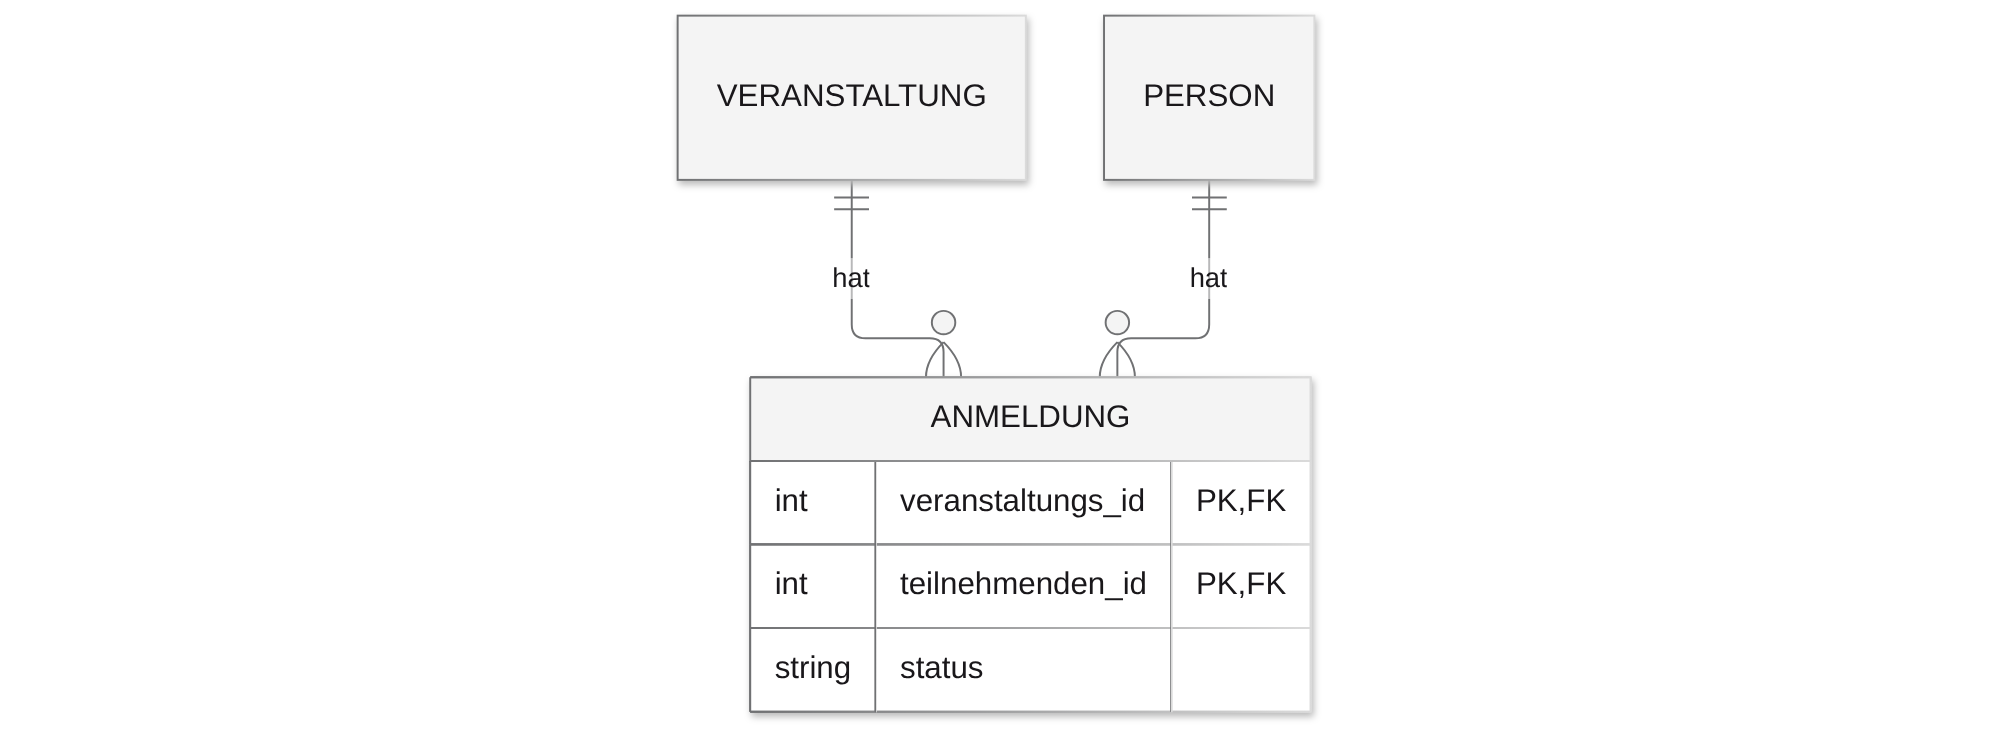 VERANSTALTUNG PERSON
hat hat
ANMELDUNG
int veranstaltungs_id PK,FK
int teilnehmenden_id PK,FK
string status